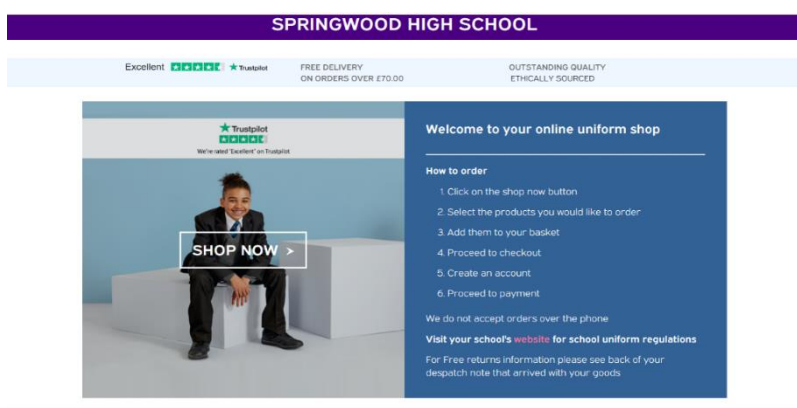 SPRINGWOOD HIGH SCHOOL
Excellent Trustpilot
FREE DELIVERY
ON ORDERS OVER £70.00
OUTSTANDING QUALITY
ETHICALLY SOURCED
Trustpilot
We're rated "Excellent" on Trustpilot
SHOP NOW >
Welcome to your online uniform shop
How to order
1. Click on the shop now button
2. Select the products you would like to order
3. Add them to your basket
4. Proceed to checkout
5. Create an account
6. Proceed to payment
We do not accept orders over the phone
Visit your school's website for school uniform regulations
For Free returns information please see back of your
despatch note that arrived with your goods